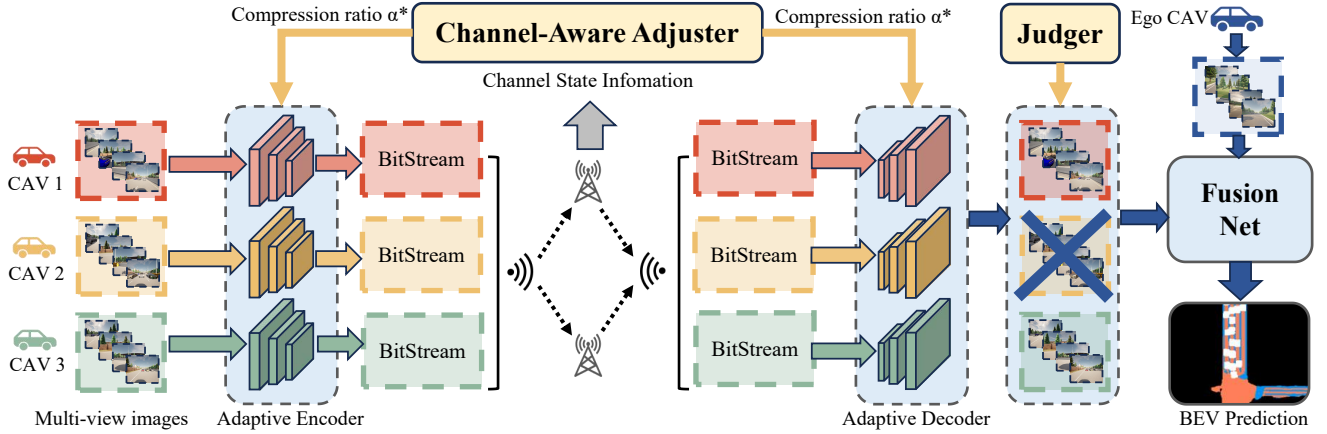 Compression ratio α*
Channel-Aware Adjuster
Compression ratio α*
Judger
Ego CAV
Channel State Infomation
CAV 1
BitStream
BitStream
CAV 2
BitStream
BitStream
Fusion
Net
CAV 3
BitStream
BitStream
Multi-view images
Adaptive Encoder
Adaptive Decoder
BEV Prediction